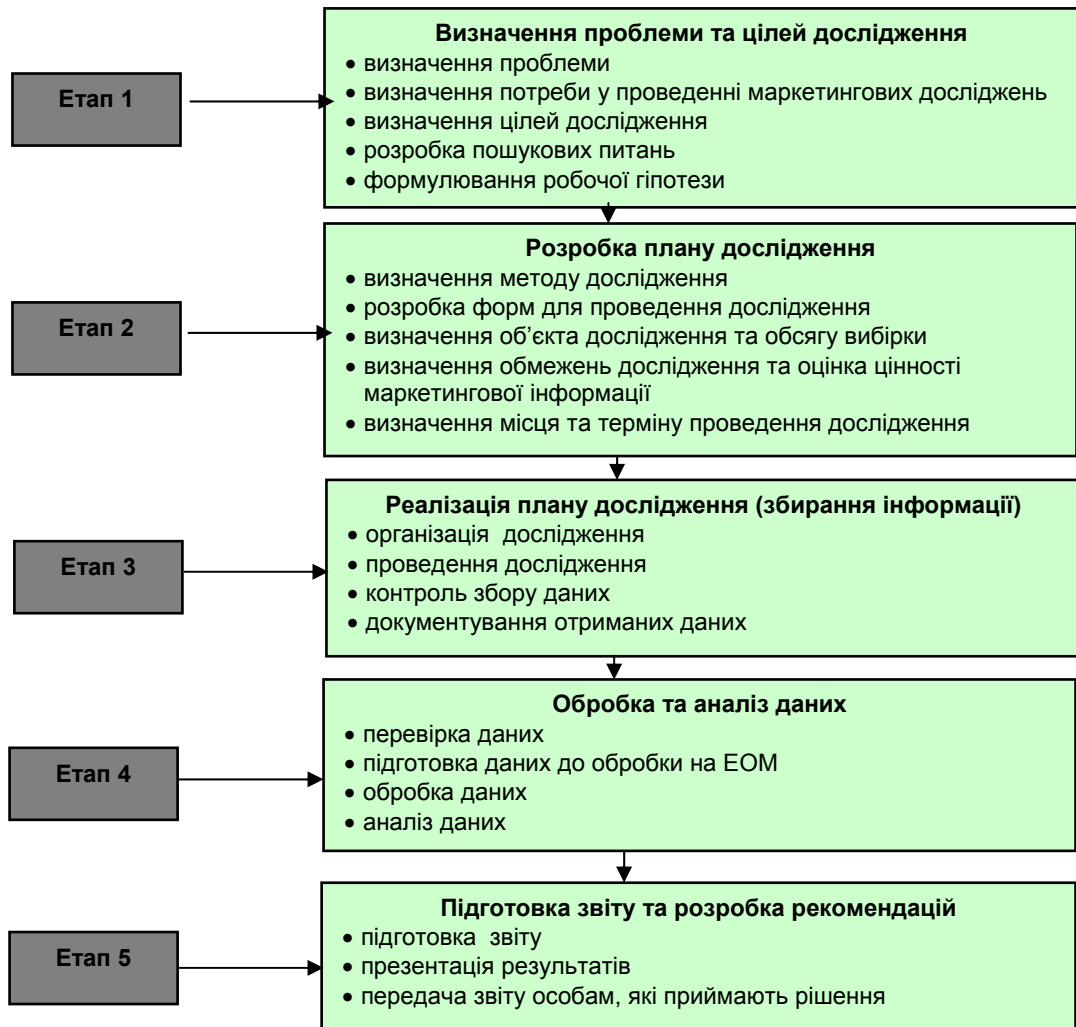 Етап 1
Визначення проблеми та цілей дослідження
• визначення проблеми
• визначення потреби у проведенні маркетингових досліджень
• визначення цілей дослідження
• розробка пошукових питань
• формулювання робочої гіпотези
Етап 2
Розробка плану дослідження
• визначення методу дослідження
• розробка форм для проведення дослідження
• визначення об’єкта дослідження та обсягу вибірки
• визначення обмежень дослідження та оцінка цінності
маркетингової інформації
• визначення місця та терміну проведення дослідження
Етап 3
Реалізація плану дослідження (збирання інформації)
• організація дослідження
• проведення дослідження
• контроль збору даних
• документування отриманих даних
Етап 4
Обробка та аналіз даних
• перевірка даних
• підготовка даних до обробки на ЕОМ
• обробка даних
• аналіз даних
Етап 5
Підготовка звіту та розробка рекомендацій
• підготовка звіту
• презентація результатів
• передача звіту особам, які приймають рішення